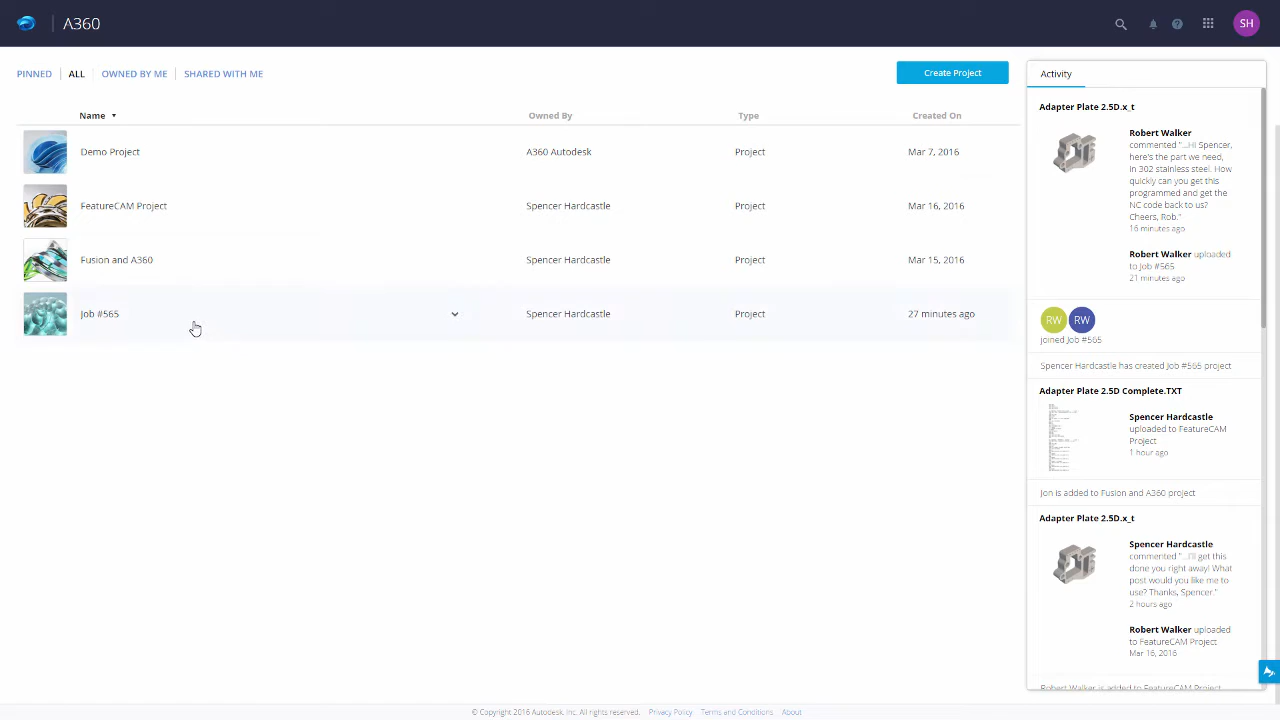 A360
SH
PINNED
ALL
OWNED BY ME
SHARED WITH ME
Create Project
Name
Owned By
Type
Created On
Demo Project
A360 Autodesk
Project
Mar 7, 2016
FeatureCAM Project
Spencer Hardcastle
Project
Mar 16, 2016
Fusion and A360
Spencer Hardcastle
Project
Mar 15, 2016
Job #565
Spencer Hardcastle
Project
27 minutes ago
Activity
Adapter Plate 2.5D.x_t
Robert Walker
commented "...Hi Spencer,
here's the part we need,
in 302 stainless steel. How
quickly can you get this
programmed and get the
NC code back to us?
Cheers, Rob,"
16 minutes ago
Robert Walker uploaded
to Job #565
21 minutes ago
RW
RW
joined Job #565
Spencer Hardcastle has created Job #565 project
Adapter Plate 2.5D Complete.TXT
Spencer Hardcastle
uploaded to FeatureCAM
Project
1 hour ago
Jon is added to Fusion and A360 project
Adapter Plate 2.5D.x_t
Spencer Hardcastle
commented "...I'll get this
done you right away! What
post would you like me to
use? Thanks, Spencer."
2 hours ago
Robert Walker uploaded
to FeatureCAM Project
Mar 16, 2016
Robert Walker is added to FeatureCAM Project
© Copyright 2016 Autodesk, Inc. All rights reserved.
Privacy Policy
Terms and Conditions
About